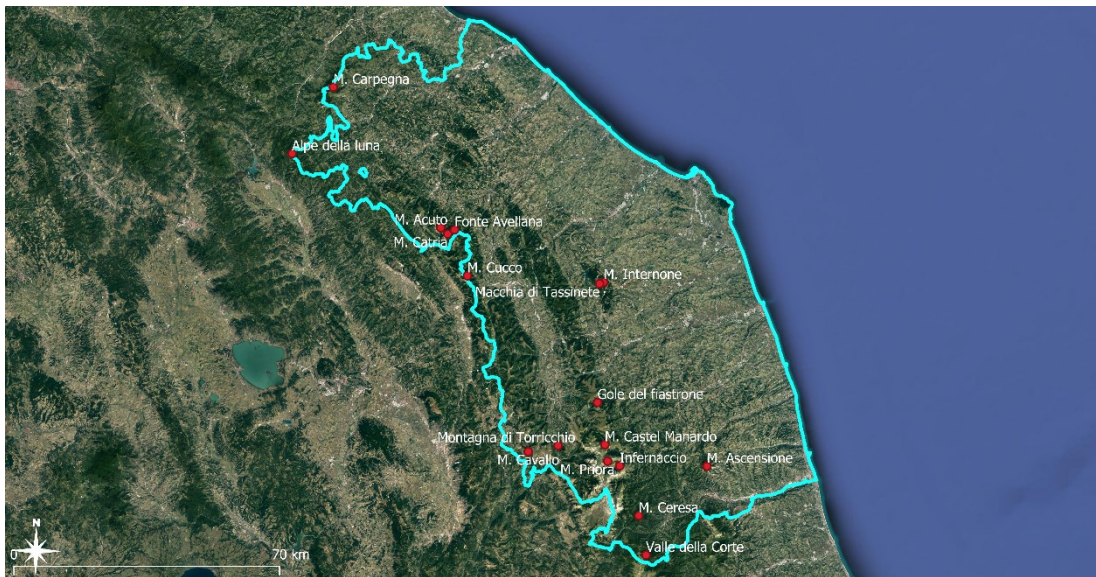 M. Carpegna
Alpe della luna
M. Acuto
Fonte Avellana
M. Catria
M. Cucco
M. Internone
Macchia di Tassinete
Gole del fiastrone
Montagna di Torricchio
M. Castel Manardo
M. Cavallo
M. Priora
Infernaccio
M. Ascensione
M. Ceresa
Valle della Corte
N
0
70 km